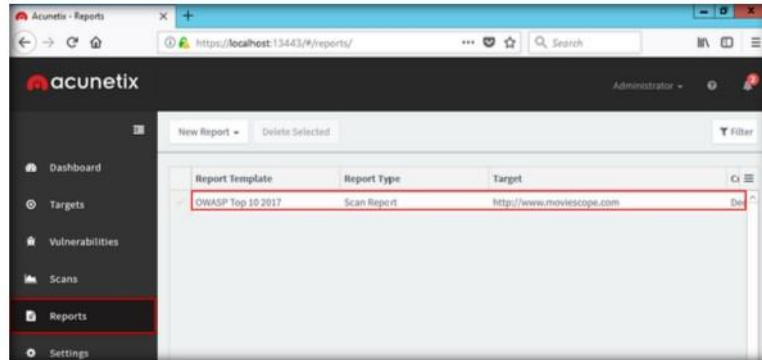 Acunetix - Reports
https://localhost:13443/#/reports/
Search
acunetix
Administrator
2
New Report
Delete Selected
Filter
Dashboard
Targets
Vulnerabilities
Scans
Reports
Settings
Report Template Report Type Target
OWASP Top 10 2017 Scan Report http://www.moviescope.com